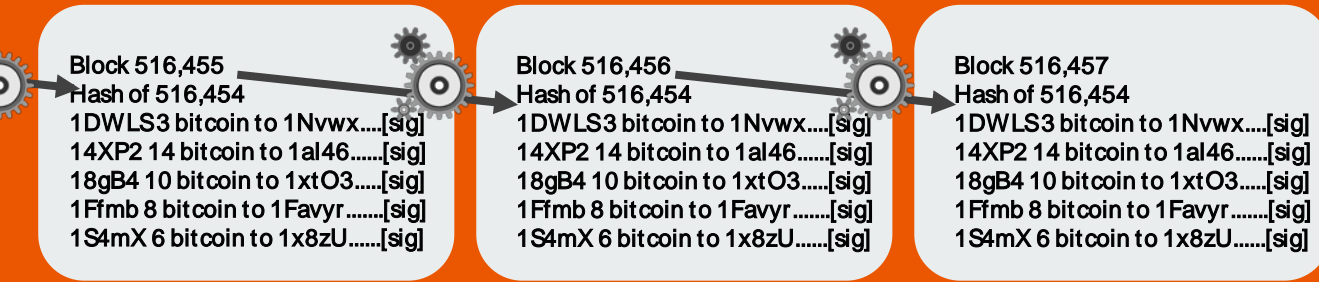 Block 516,455
Hash of 516,454
1DWLS3 bitcoin to 1Nvwx....[sig]
14XP2 14 bitcoin to 1al46......[sig]
18gB4 10 bitcoin to 1xtO3.....[sig]
1Ffmb 8 bitcoin to 1Favyr.......[sig]
1S4mX 6 bitcoin to 1x8zU......[sig]
Block 516,456
Hash of 516,454
1DWLS3 bitcoin to 1Nvwx....[sig]
14XP2 14 bitcoin to 1al46......[sig]
18gB4 10 bitcoin to 1xtO3.....[sig]
1Ffmb 8 bitcoin to 1Favyr.......[sig]
1S4mX 6 bitcoin to 1x8zU......[sig]
Block 516,457
Hash of 516,454
1DWLS3 bitcoin to 1Nvwx....[sig]
14XP2 14 bitcoin to 1al46......[sig]
18gB4 10 bitcoin to 1xtO3.....[sig]
1Ffmb 8 bitcoin to 1Favyr.......[sig]
1S4mX 6 bitcoin to 1x8zU......[sig]